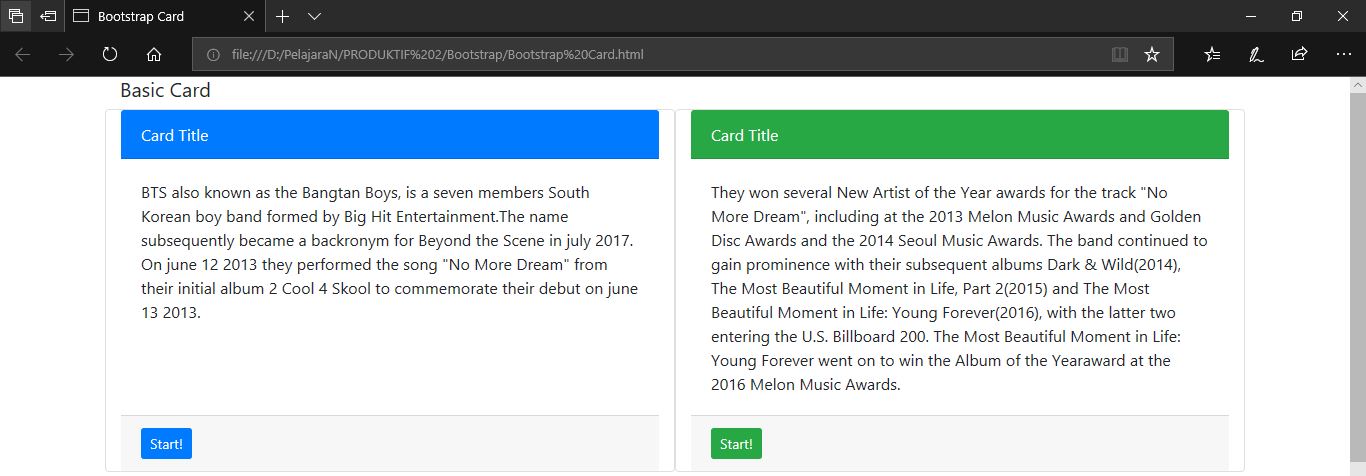 Bootstrap Card
file:///D:/PelajaraN/PRODUKTIF%202/Bootstrap/Bootstrap%20Card.html
Basic Card
Card Title
BTS also known as the Bangtan Boys, is a seven members South
Korean boy band formed by Big Hit Entertainment.The name
subsequently became a backronym for Beyond the Scene in july 2017.
On june 12 2013 they performed the song "No More Dream" from
their initial album 2 Cool 4 Skool to commemorate their debut on june
13 2013.
Start!
Card Title
They won several New Artist of the Year awards for the track "No
More Dream", including at the 2013 Melon Music Awards and Golden
Disc Awards and the 2014 Seoul Music Awards. The band continued to
gain prominence with their subsequent albums Dark & Wild(2014),
The Most Beautiful Moment in Life, Part 2(2015) and The Most
Beautiful Moment in Life: Young Forever(2016), with the latter two
entering the U.S. Billboard 200. The Most Beautiful Moment in Life:
Young Forever went on to win the Album of the Yearaward at the
2016 Melon Music Awards.
Start!